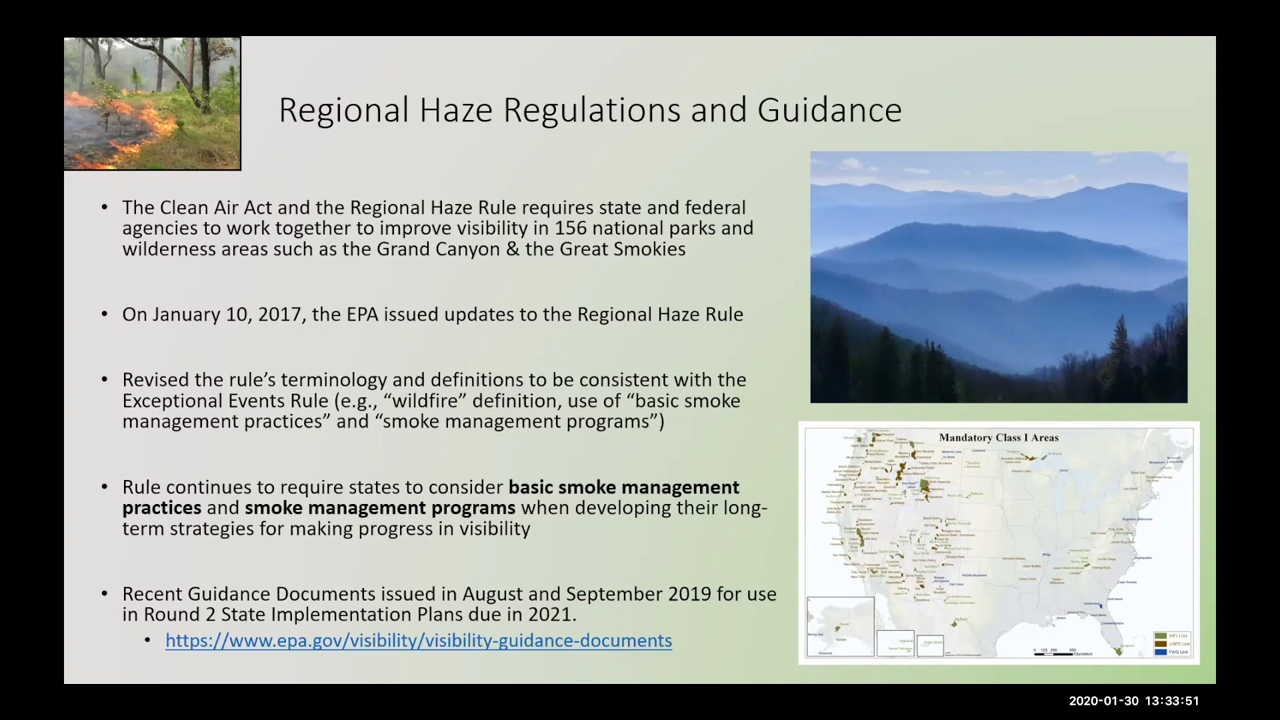 Regional Haze Regulations and Guidance
• The Clean Air Act and the Regional Haze Rule requires state and federal
agencies to work together to improve visibility in 156 national parks and
wilderness areas such as the Grand Canyon & the Great Smokies
• On January 10, 2017, the EPA issued updates to the Regional Haze Rule
• Revised the rule’s terminology and definitions to be consistent with the
Exceptional Events Rule (e.g., “wildfire” definition, use of “basic smoke
management practices” and “smoke management programs”)
• Rule continues to require states to consider basic smoke management
practices and smoke management programs when developing their long-
term strategies for making progress in visibility
• Recent Guidance Documents issued in August and September 2019 for use
in Round 2 State Implementation Plans due in 2021.
• https://www.epa.gov/visibility/visibility-guidance-documents
Mandatory Class I Areas
2020-01-30 13:33:51